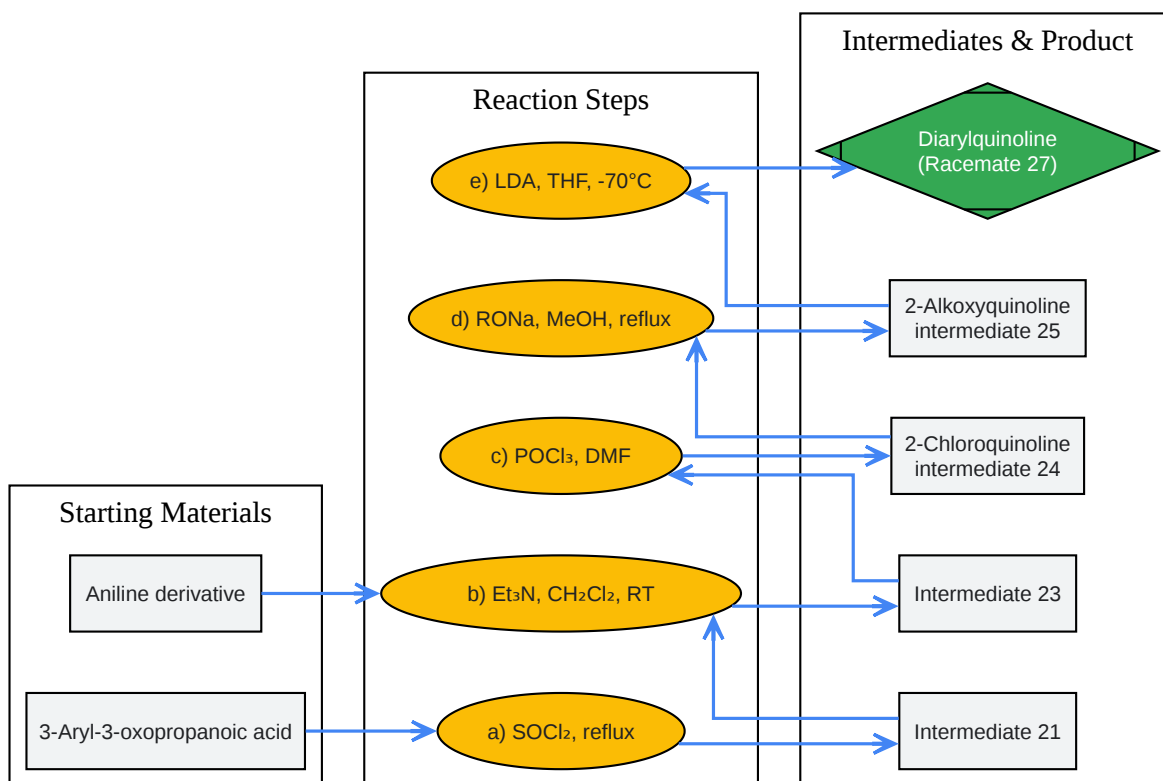 Intermediates & Product
Diarylquinoline
(Racemate 27)
2-Alkoxyquinoline
intermediate 25
2-Chloroquinoline
intermediate 24
Intermediate 23
Intermediate 21
Reaction Steps
e) LDA, THF, -70°C
d) RONa, MeOH, reflux
c) POCl₃, DMF
b) Et₃N, CH₂Cl₂, RT
a) SOCl₂, reflux
Starting Materials
Aniline derivative
3-Aryl-3-oxopropanoic acid